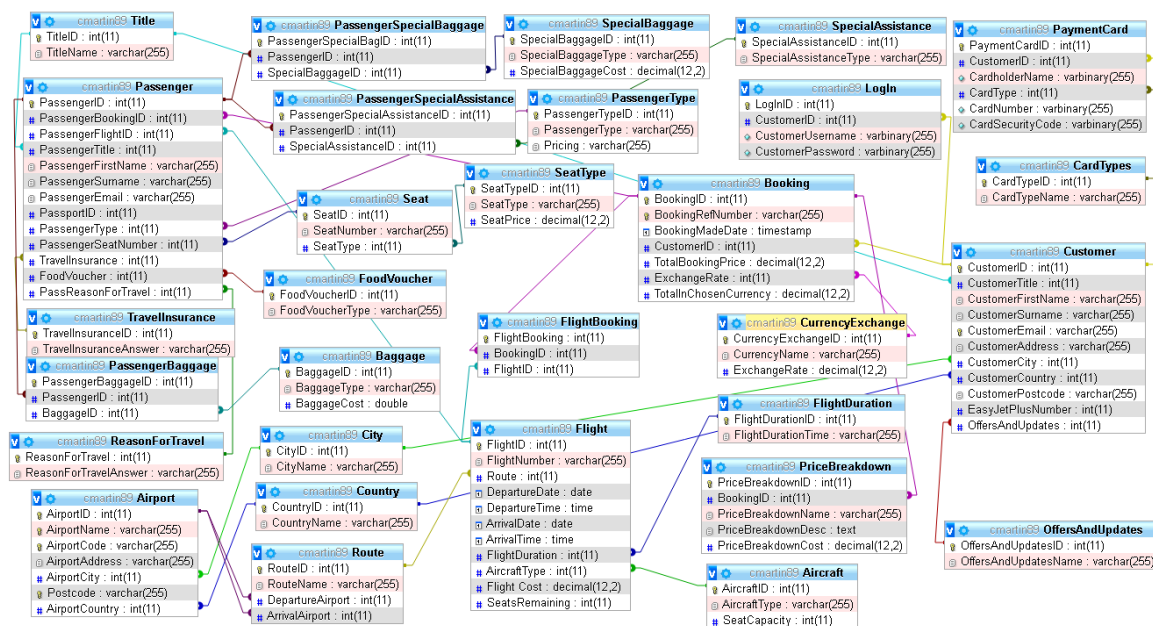 cmartin89 Title
TitleID : int(11)
TitleName : varchar(255)
cmartin89 PassengerSpecialBaggage
PassengerSpecialBagID : int(11)
PassengerID : int(11)
SpecialBaggageID : int(11)
cmartin89 SpecialBaggage
SpecialBaggageID : int(11)
SpecialBaggageType : varchar(255)
SpecialBaggageCost : decimal(12,2)
cmartin89 SpecialAssistance
SpecialAssistanceID : int(11)
SpecialAssistanceType : varchar(255)
cmartin89 PaymentCard
PaymentCardID : int(11)
CustomerID : int(11)
CardholderName : varbinary(255)
CardType : int(11)
CardNumber : varbinary(255)
CardSecurityCode : varbinary(255)
cmartin89 Passenger
PassengerID : int(11)
PassengerBookingID : int(11)
PassengerFlightID : int(11)
PassengerTitle : int(11)
PassengerFirstName : varchar(255)
PassengerSurname : varchar(255)
PassengerEmail : varchar(255)
PassportID : int(11)
PassengerType : int(11)
PassengerSeatNumber : int(11)
TravelInsurance : int(11)
FoodVoucher : int(11)
PassReasonForTravel : int(11)
cmartin89 PassengerSpecialAssistance
PassengerSpecialAssistanceID : int(11)
PassengerID : int(11)
SpecialAssistanceID : int(11)
cmartin89 PassengerType
PassengerTypeID : int(11)
PassengerType : varchar(255)
Pricing : varchar(255)
cmartin89 LogIn
LogInID : int(11)
CustomerID : int(11)
CustomerUsername : varbinary(255)
CustomerPassword : varbinary(255)
cmartin89 CardTypes
CardTypeID : int(11)
CardTypeName : varchar(255)
cmartin89 Seat
SeatID : int(11)
SeatNumber : varchar(255)
SeatType : int(11)
cmartin89 SeatType
SeatTypeID : int(11)
SeatType : varchar(255)
SeatPrice : decimal(12,2)
cmartin89 Booking
BookingID : int(11)
BookingRefNumber : varchar(255)
BookingMadeDate : timestamp
CustomerID : int(11)
TotalBookingPrice : decimal(12,2)
ExchangeRate : int(11)
TotalInChosenCurrency : decimal(12,2)
cmartin89 Customer
CustomerID : int(11)
CustomerTitle : int(11)
CustomerFirstName : varchar(255)
CustomerSurname : varchar(255)
CustomerEmail : varchar(255)
CustomerAddress : varchar(255)
CustomerCity : int(11)
CustomerCountry : int(11)
CustomerPostcode : varchar(255)
EasyJetPlusNumber : int(11)
OffersAndUpdates : int(11)
cmartin89 FoodVoucher
FoodVoucherID : int(11)
FoodVoucherType : varchar(255)
cmartin89 TravelInsurance
TravelInsuranceID : int(11)
TravelInsuranceAnswer : varchar(255)
cmartin89 FlightBooking
FlightBooking : int(11)
BookingID : int(11)
FlightID : int(11)
cmartin89 CurrencyExchange
CurrencyExchangeID : int(11)
CurrencyName : varchar(255)
ExchangeRate : decimal(12,2)
cmartin89 PassengerBaggage
PassengerBaggageID : int(11)
PassengerID : int(11)
BaggageID : int(11)
cmartin89 Baggage
BaggageID : int(11)
BaggageType : varchar(255)
BaggageCost : double
cmartin89 FlightDuration
FlightDurationID : int(11)
FlightDurationTime : varchar(255)
cmartin89 ReasonForTravel
ReasonForTravel : int(11)
ReasonForTravelAnswer : varchar(255)
cmartin89 City
CityID : int(11)
CityName : varchar(255)
cmartin89 Flight
FlightID : int(11)
FlightNumber : varchar(255)
Route : int(11)
DepartureDate : date
DepartureTime : time
ArrivalDate : date
ArrivalTime : time
FlightDuration : int(11)
AircraftType : int(11)
Flight Cost : decimal(12,2)
SeatsRemaining : int(11)
cmartin89 PriceBreakdown
PriceBreakdownID : int(11)
BookingID : int(11)
PriceBreakdownName : varchar(255)
PriceBreakdownDesc : text
PriceBreakdownCost : decimal(12,2)
cmartin89 Airport
AirportID : int(11)
AirportName : varchar(255)
AirportCode : varchar(255)
AirportAddress : varchar(255)
AirportCity : int(11)
Postcode : varchar(255)
AirportCountry : int(11)
cmartin89 Country
CountryID : int(11)
CountryName : varchar(255)
cmartin89 Route
RouteID : int(11)
RouteName : varchar(255)
DepartureAirport : int(11)
ArrivalAirport : int(11)
cmartin89 OffersAndUpdates
OffersAndUpdatesID : int(11)
OffersAndUpdatesName : varchar(255)
cmartin89 Aircraft
AircraftID : int(11)
AircraftType : varchar(255)
SeatCapacity : int(11)